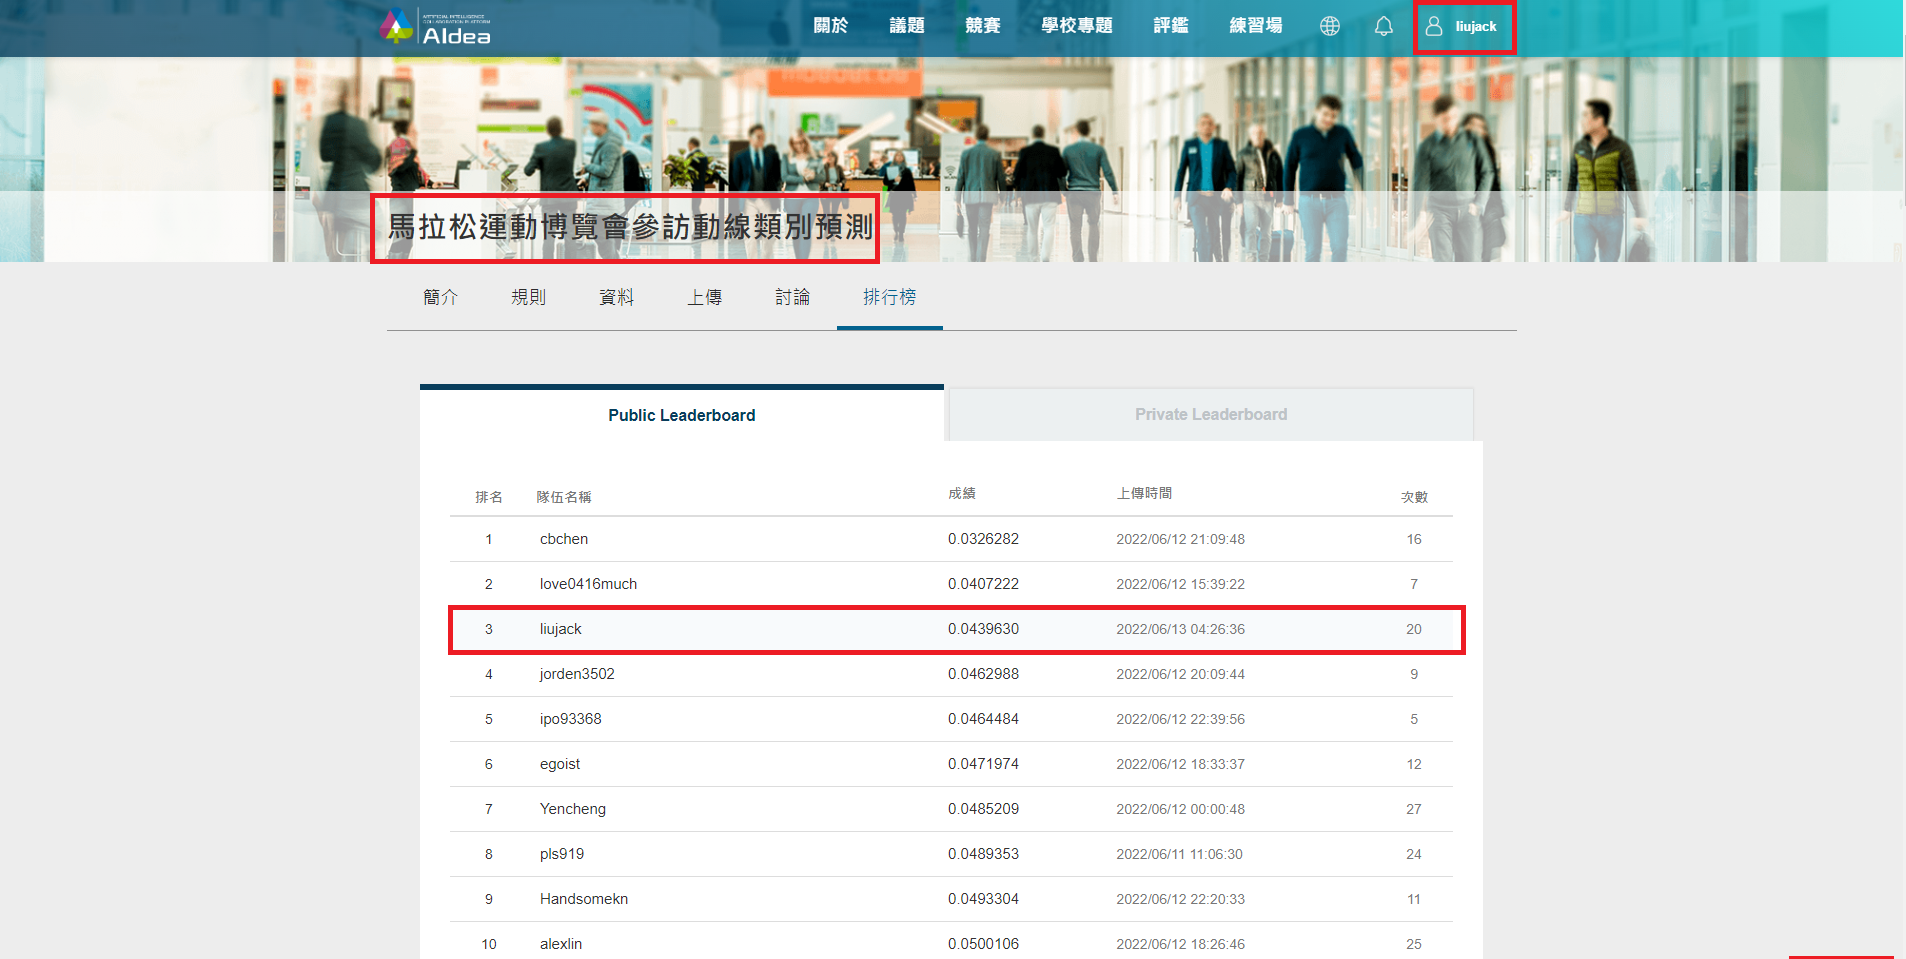 ARTIFICIAL INTELLIGENCE
COLLABORATION PLATFORM
AIdea
關於 議題 競賽 學校專題 評鑑 練習場 liujack
馬拉松運動博覽會參訪動線類別預測
簡介 規則 資料 上傳 討論 排行榜
Public Leaderboard Private Leaderboard
排名 隊伍名稱 成績 上傳時間 次數
1 cbchen 0.0326282 2022/06/12 21:09:48 16
2 love0416much 0.0407222 2022/06/12 15:39:22 7
3 liujack 0.0439630 2022/06/13 04:26:36 20
4 jorden3502 0.0462988 2022/06/12 20:09:44 9
5 ipo93368 0.0464484 2022/06/12 22:39:56 5
6 egoist 0.0471974 2022/06/12 18:33:37 12
7 Yencheng 0.0485209 2022/06/12 00:00:48 27
8 pls919 0.0489353 2022/06/11 11:06:30 24
9 Handsomekn 0.0493304 2022/06/12 22:20:33 11
10 alexlin 0.0500106 2022/06/12 18:26:46 25